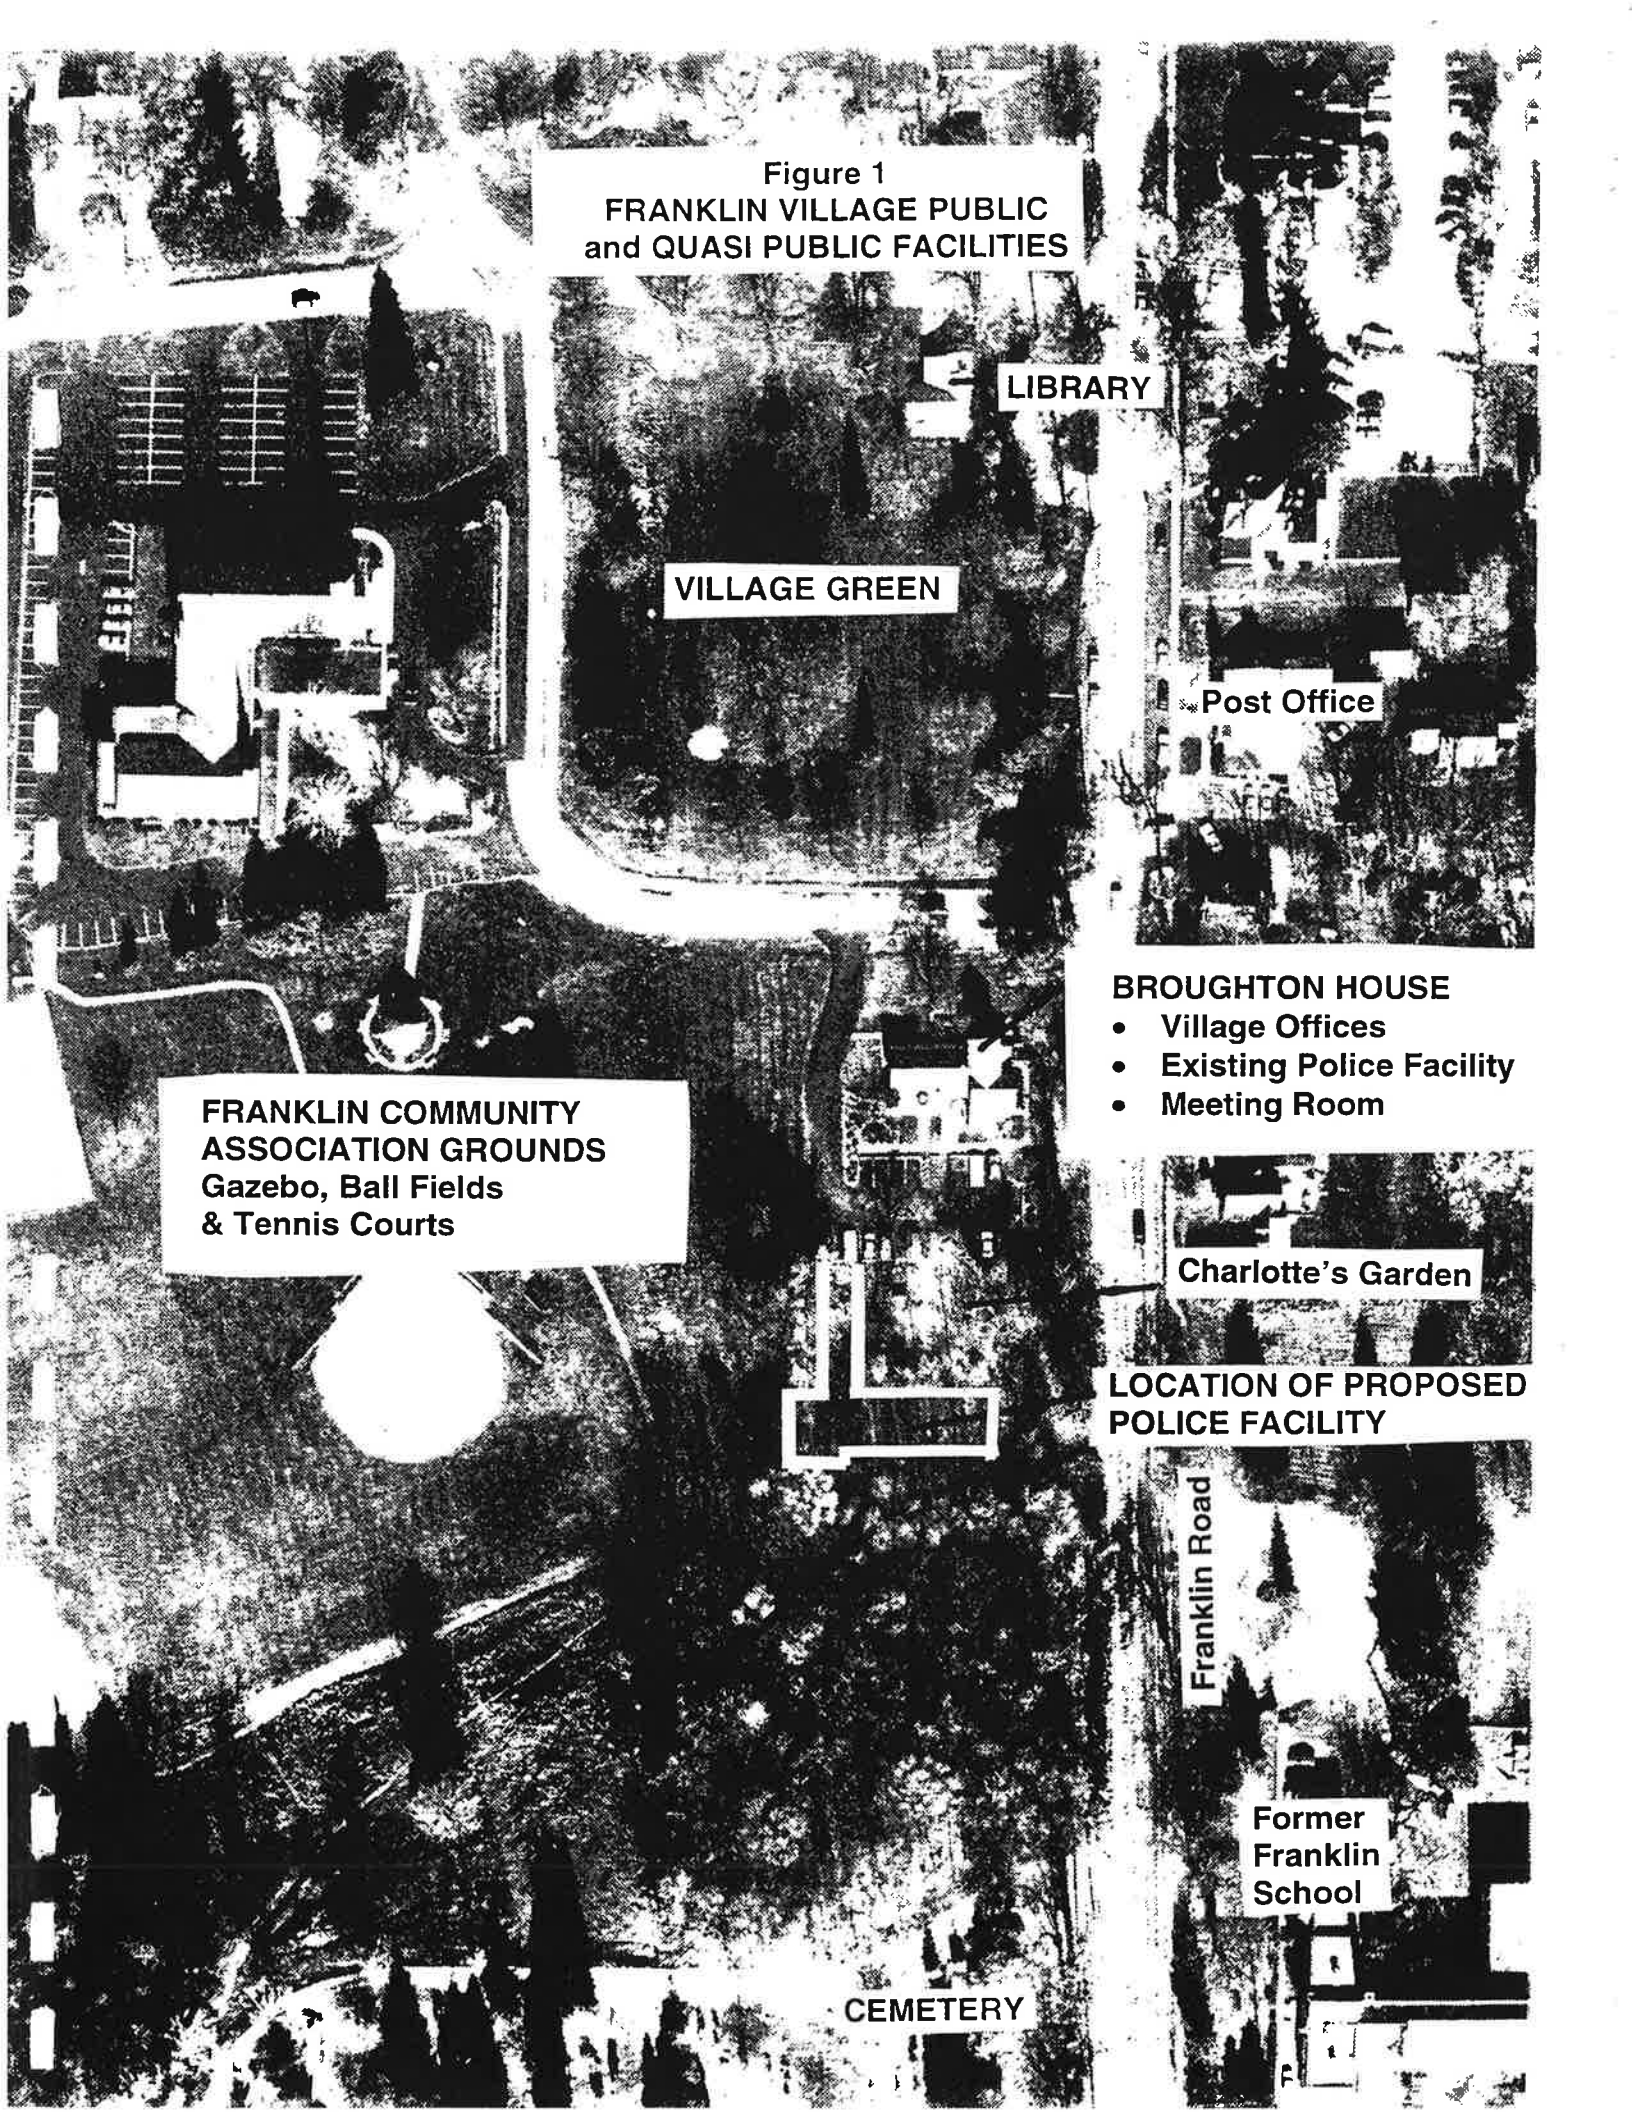 Figure 1
FRANKLIN VILLAGE PUBLIC
and QUASI PUBLIC FACILITIES
LIBRARY
VILLAGE GREEN
Post Office
BROUGHTON HOUSE
• Village Offices
• Existing Police Facility
• Meeting Room
FRANKLIN COMMUNITY
ASSOCIATION GROUNDS
Gazebo, Ball Fields
& Tennis Courts
Charlotte's Garden
LOCATION OF PROPOSED
POLICE FACILITY
Franklin Road
Former
Franklin
School
CEMETERY